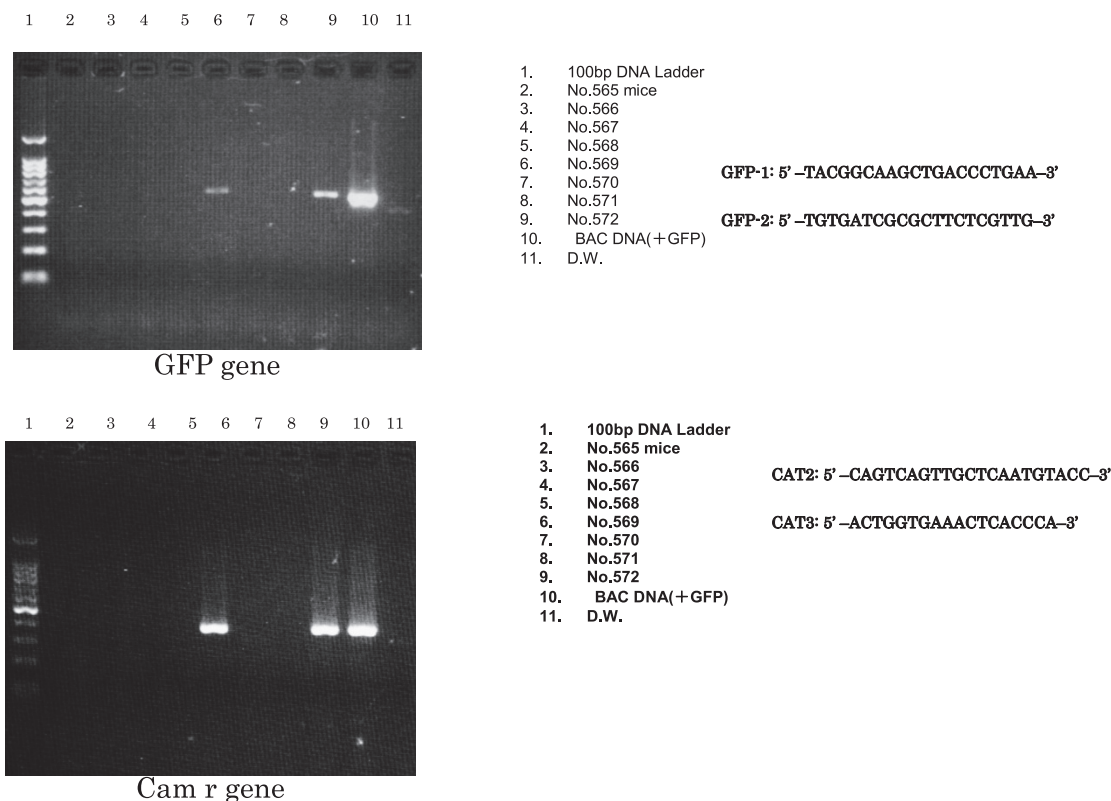 1 2 3 4 5 6 7 8 9 10 11
1. 100bp DNA Ladder
2. No.565 mice
3. No.566
4. No.567
5. No.568
6. No.569
7. No.570
8. No.571
9. No.572
10. BAC DNA(+GFP)
11. D.W.
GFP-1: 5' –TACGGCAAGCTGACCCTGAA–3'
GFP-2: 5' –TGTGATCGCGCTTCTCGTTG–3'
GFP gene
1 2 3 4 5 6 7 8 9 10 11
1. 100bp DNA Ladder
2. No.565 mice
3. No.566
4. No.567
5. No.568
6. No.569
7. No.570
8. No.571
9. No.572
10. BAC DNA(+GFP)
11. D.W.
CAT2: 5' –CAGTCAGTTGCTCAATGTACC–3'
CAT3: 5' –ACTGGTGAAACTCACCCA–3'
Cam r gene